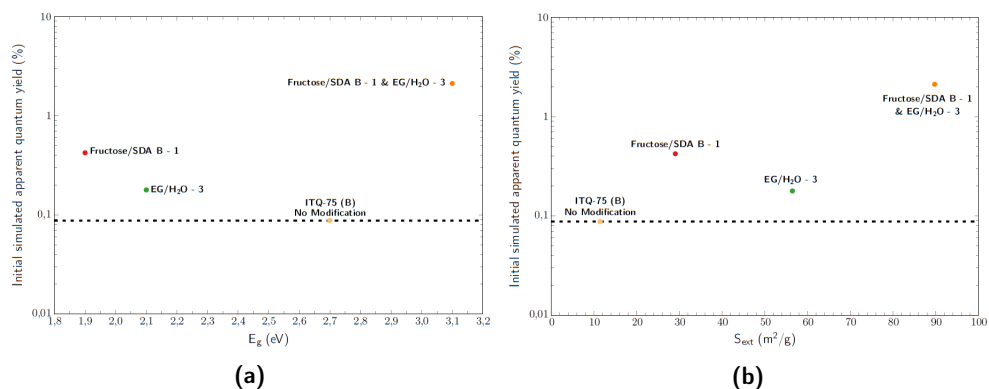 Initial simulated apparent quantum yield (%)
10
1
0,1
0,01
Fructose/SDA B - 1 & EG/H₂O - 3
Fructose/SDA B - 1
EG/H₂O - 3
ITQ-75 (B)
No Modification
1,8 1,9 2 2,1 2,2 2,3 2,4 2,5 2,6 2,7 2,8 2,9 3 3,1 3,2
E_g (eV)
(a)
Initial simulated apparent quantum yield (%)
10
1
0,1
0,01
Fructose/SDA B - 1
& EG/H₂O - 3
Fructose/SDA B - 1
EG/H₂O - 3
ITQ-75 (B)
No Modification
0 10 20 30 40 50 60 70 80 90 100
S_ext (m²/g)
(b)